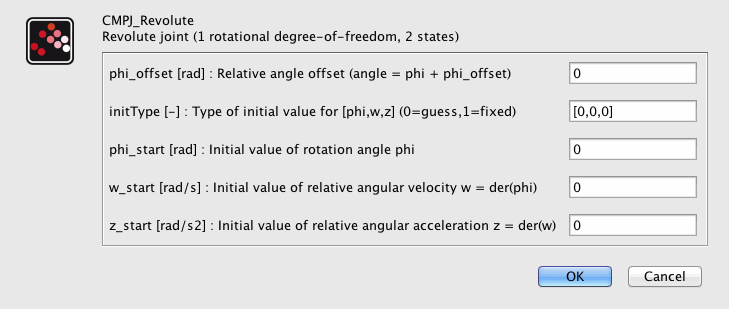 CMPJ_Revolute
Revolute joint (1 rotational degree-of-freedom, 2 states)
phi_offset [rad] : Relative angle offset (angle = phi + phi_offset) 0
initType [-] : Type of initial value for [phi,w,z] (0=guess,1=fixed) [0,0,0]
phi_start [rad] : Initial value of rotation angle phi 0
w_start [rad/s] : Initial value of relative angular velocity w = der(phi) 0
z_start [rad/s2] : Initial value of relative angular acceleration z = der(w) 0
OK Cancel